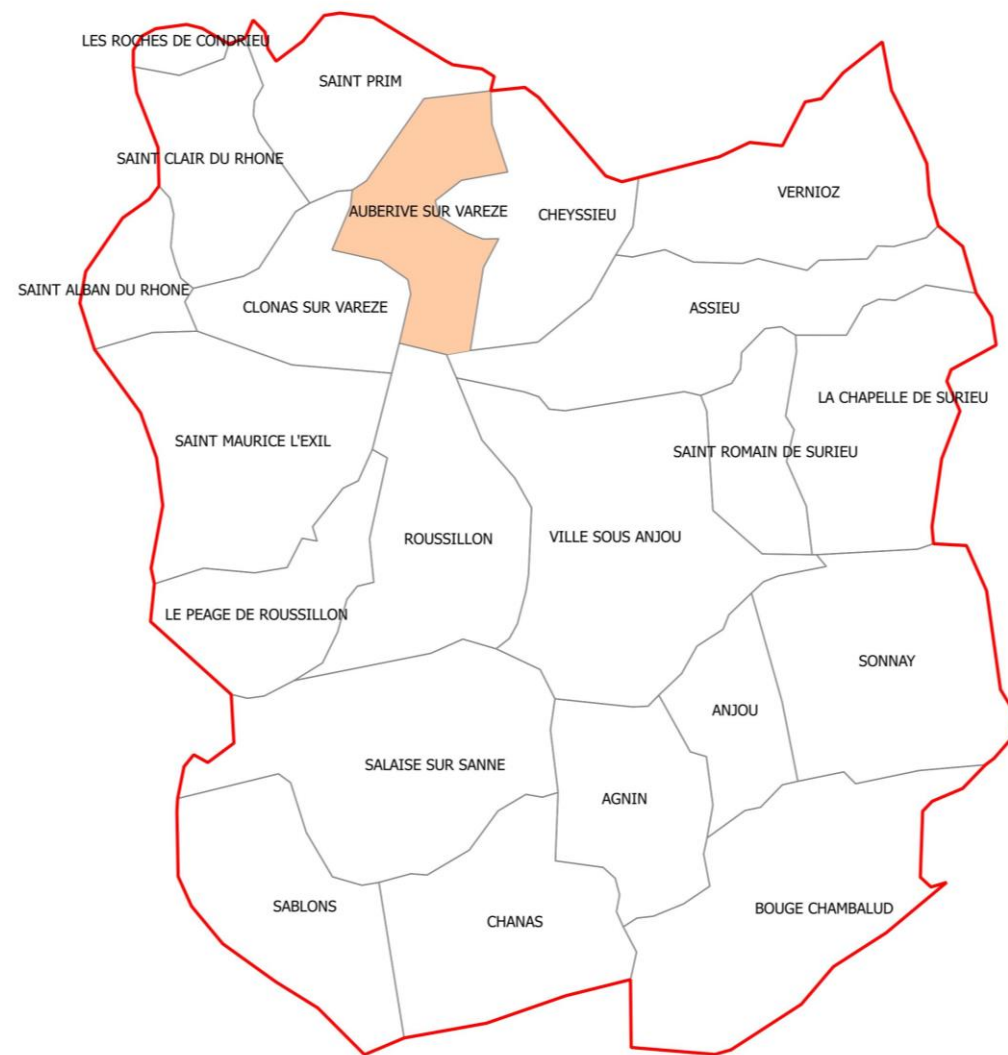 LES ROCHES DE CONDRIEU
SAINT PRIM
SAINT CLAIR DU RHONE
VERNIOZ
AUBERIVE SUR VAREZE
CHEYSSIEU
SAINT ALBAN DU RHONE
CLONAS SUR VAREZE
ASSIEU
LA CHAPELLE DE SURIEU
SAINT MAURICE L'EXIL
SAINT ROMAIN DE SURIEU
ROUSSILLON
VILLE SOUS ANJOU
LE PEAGE DE ROUSSILLON
SONNAY
ANJOU
SALAISE SUR SANNE
AGNIN
SABLONS
BOUGE CHAMBALUD
CHANAS